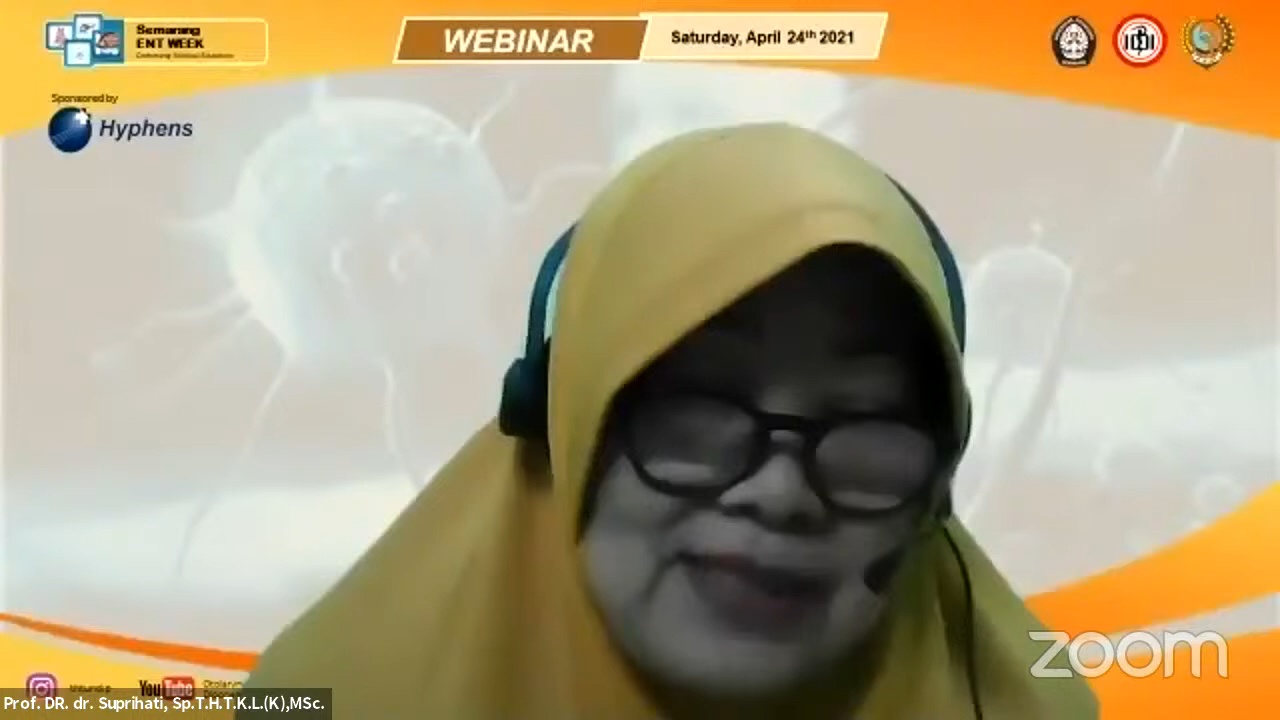 Semarang
ENT WEEK
WEBINAR
Saturday, April 24th 2021
Sponsored by
Hyphens
zoom
YouTube
Prof. DR. dr. Suprihati, Sp.T.H.T.K.L.(K),MSc.